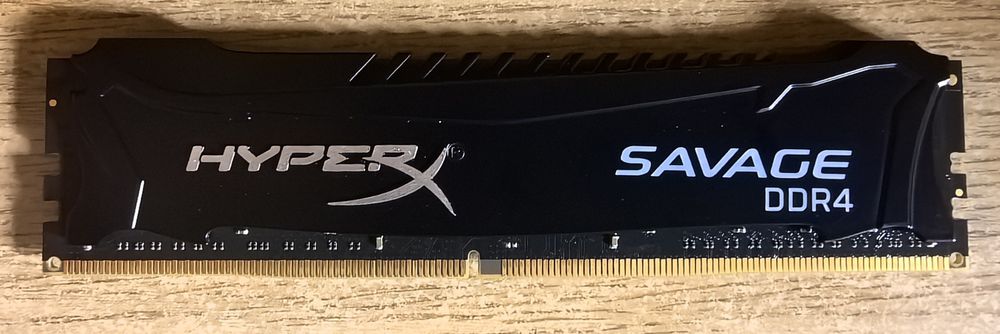 HYPERX
SAVAGE
DDR4